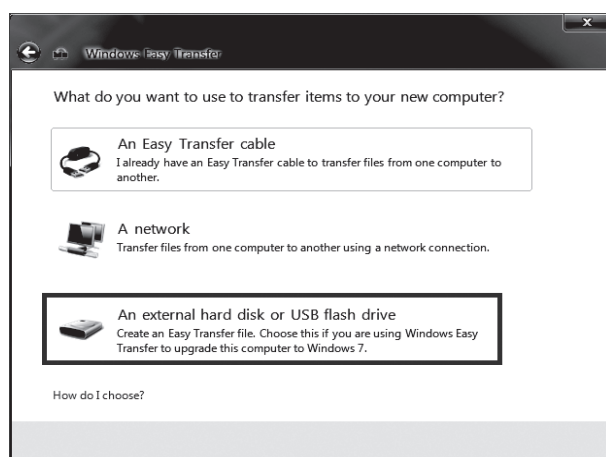 Windows Easy Transfer
What do you want to use to transfer items to your new computer?
An Easy Transfer cable
I already have an Easy Transfer cable to transfer files from one computer to
another.
A network
Transfer files from one computer to another using a network connection.
An external hard disk or USB flash drive
Create an Easy Transfer file. Choose this if you are using Windows Easy
Transfer to upgrade this computer to Windows 7.
How do I choose?